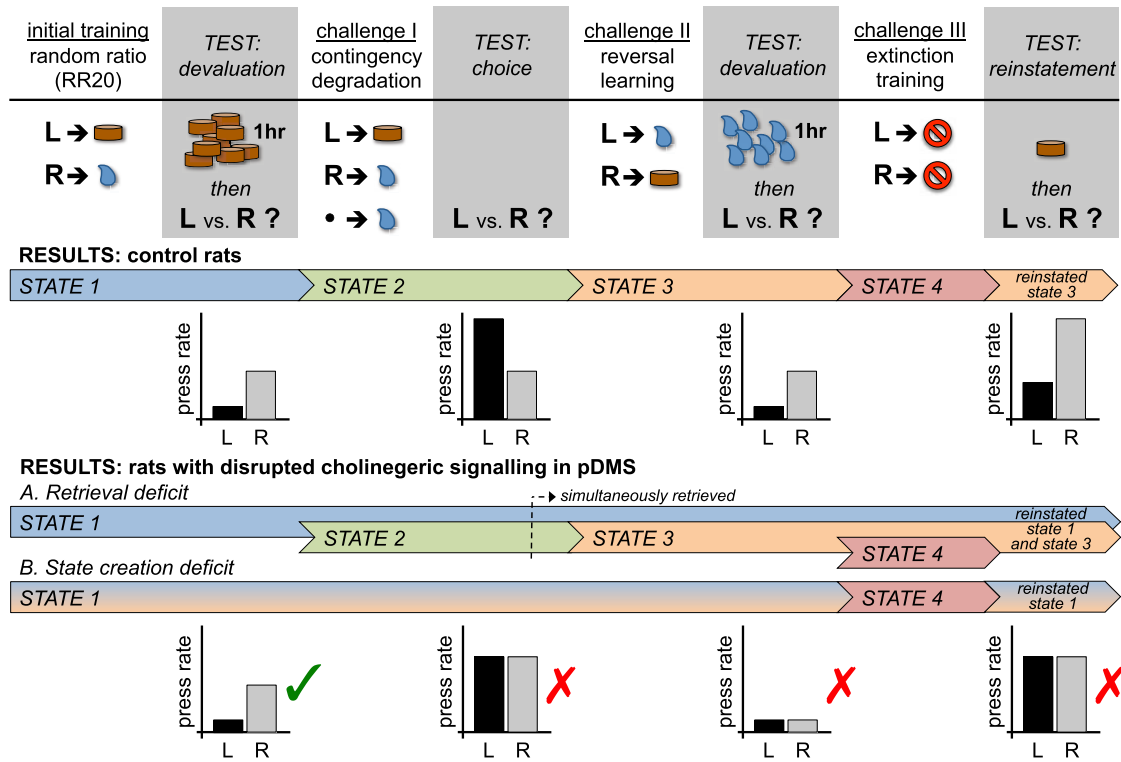 initial training
random ratio
(RR20)
TEST:
devaluation
challenge I
contingency
degradation
TEST:
choice
challenge II
reversal
learning
TEST:
devaluation
challenge III
extinction
training
TEST:
reinstatement
L ➔
R ➔
1hr
then
L vs. R ?
L ➔
R ➔
• ➔
L vs. R ?
L ➔
R ➔
1hr
then
L vs. R ?
L ➔
R ➔
then
L vs. R ?
RESULTS: control rats
STATE 1
STATE 2
STATE 3
STATE 4
reinstated
state 3
press rate
L R
press rate
L R
press rate
L R
press rate
L R
RESULTS: rats with disrupted cholinegeric signalling in pDMS
A. Retrieval deficit
simultaneously retrieved
STATE 1
STATE 2
STATE 3
STATE 4
reinstated
state 1
and state 3
B. State creation deficit
STATE 1
STATE 4
reinstated
state 1
press rate
L R
✓
press rate
L R
✗
press rate
L R
✗
press rate
L R
✗